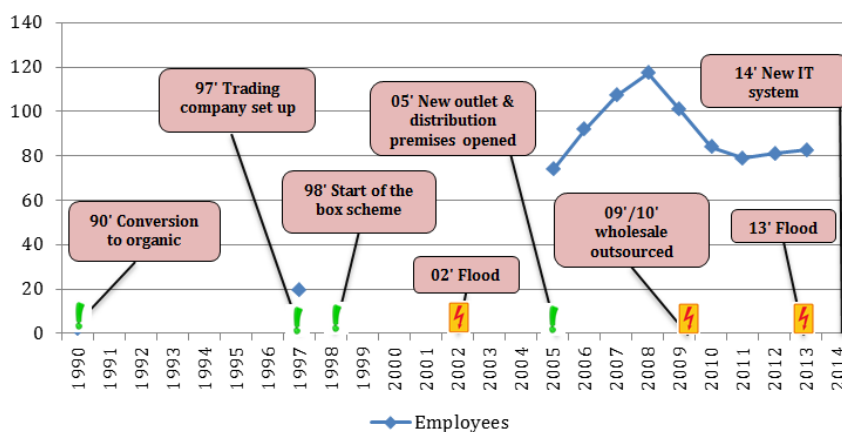 140
120
100
80
60
40
20
0
90' Conversion
to organic
97' Trading
company set up
98' Start of the
box scheme
02' Flood
05' New outlet &
distribution
premises opened
09'/10'
wholesale
outsourced
13' Flood
14' New IT
system
1990
1991
1992
1993
1994
1995
1996
1997
1998
1999
2000
2001
2002
2003
2004
2005
2006
2007
2008
2009
2010
2011
2012
2013
2014
Employees